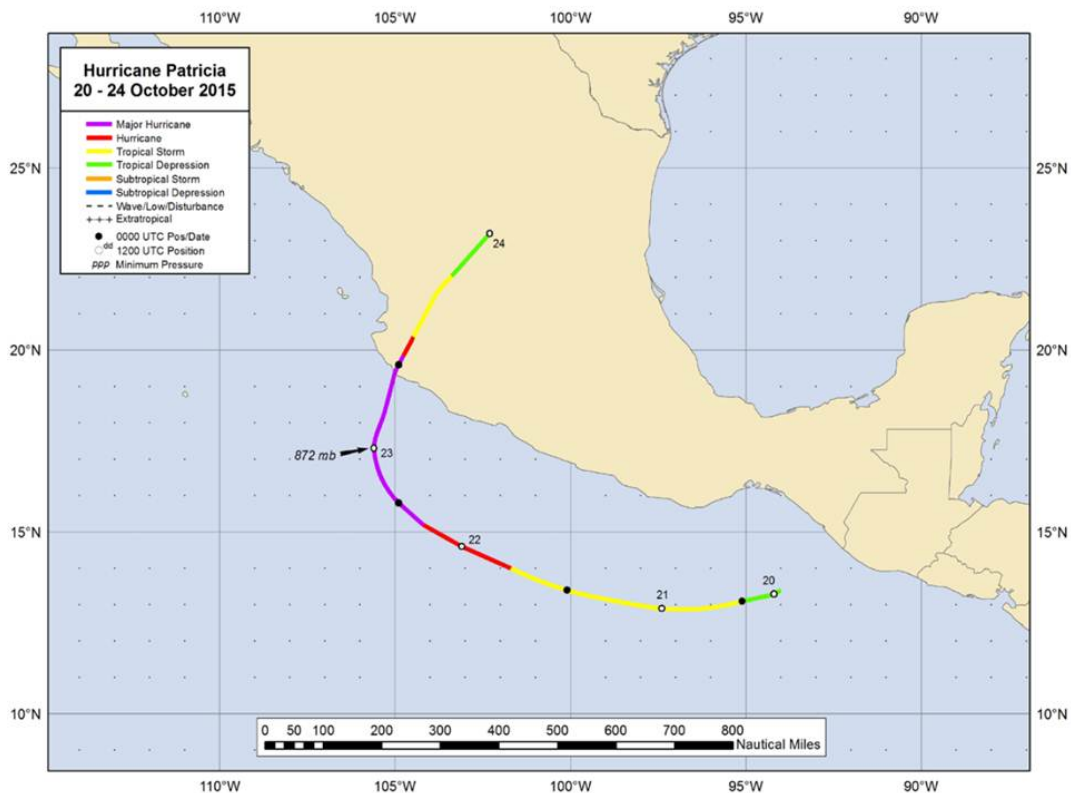 110°W 105°W 100°W 95°W 90°W
Hurricane Patricia
20 - 24 October 2015
Major Hurricane
Hurricane
Tropical Storm
Tropical Depression
Subtropical Storm
Subtropical Depression
Wave/Low/Disturbance
Extratropical
0000 UTC Pos/Date
dd 1200 UTC Position
ppp Minimum Pressure
25°N 25°N
24
20°N 20°N
872 mb 23
15°N 15°N
22
20
21
10°N 10°N
0 50 100 200 300 400 500 600 700 800
Nautical Miles
110°W 105°W 100°W 95°W 90°W